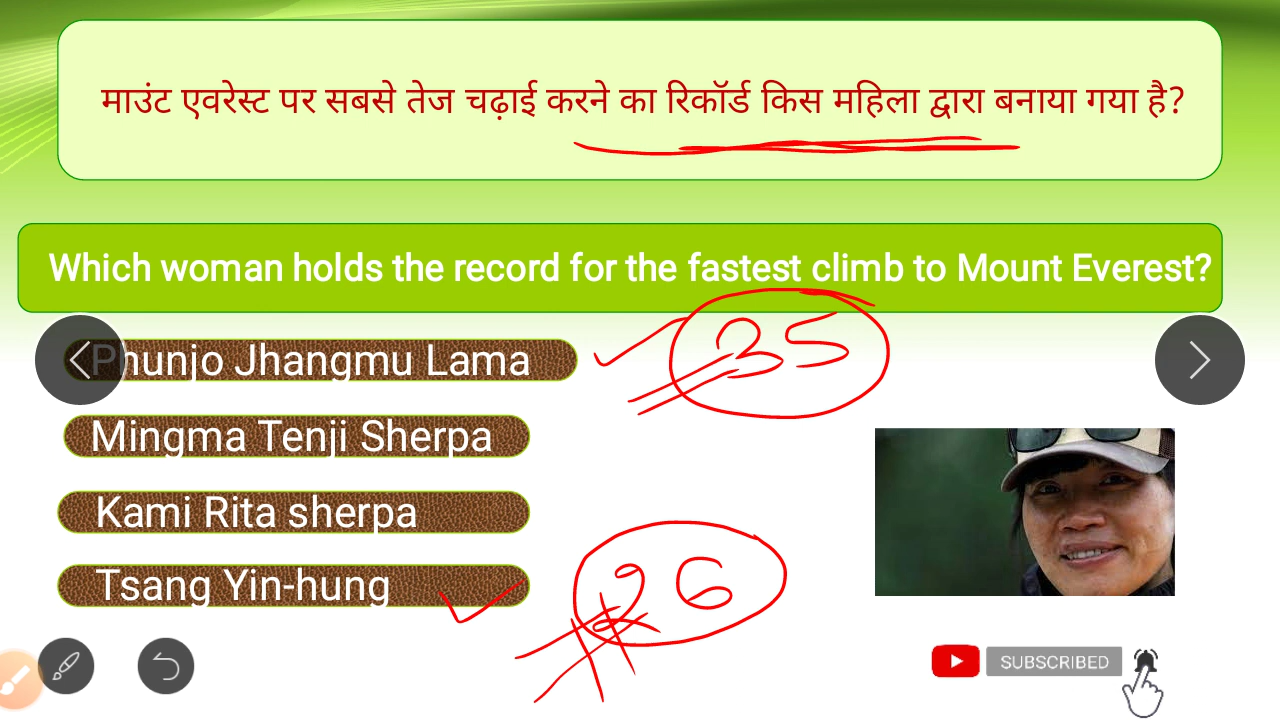 माउंट एवरेस्ट पर सबसे तेज चढ़ाई करने का रिकॉर्ड किस महिला द्वारा बनाया गया है?
Which woman holds the record for the fastest climb to Mount Everest?
Phunjo Jhangmu Lama
35
Mingma Tenji Sherpa
Kami Rita sherpa
Tsang Yin-hung
26
SUBSCRIBED